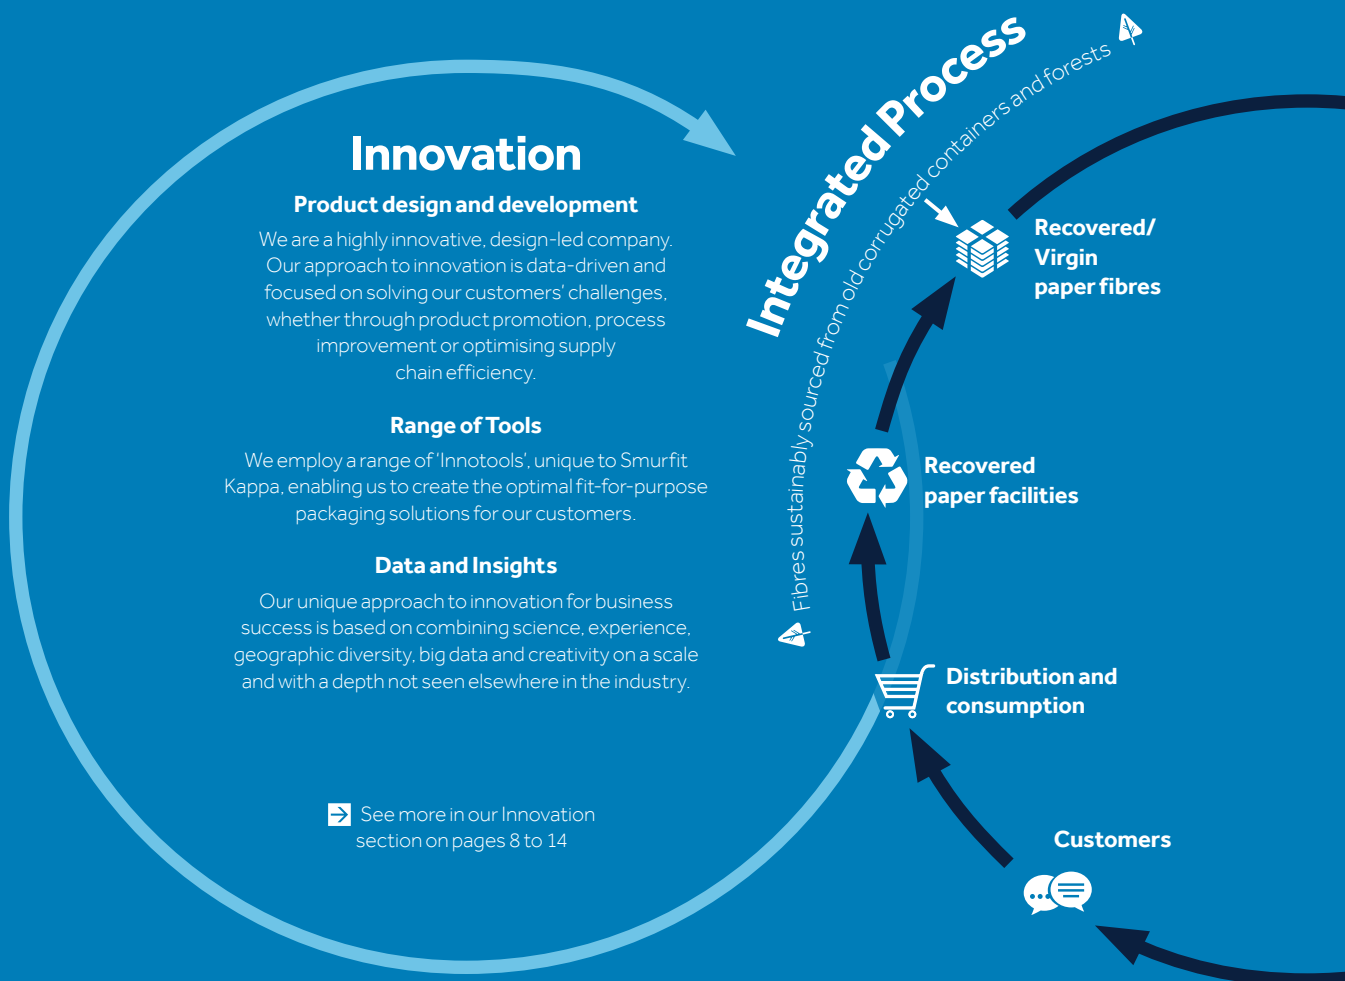 Innovation
Product design and development
We are a highly innovative, design-led company.
Our approach to innovation is data-driven and
focused on solving our customers’ challenges,
whether through product promotion, process
improvement or optimising supply
chain efficiency.
Range of Tools
We employ a range of ‘Innotools’, unique to Smurfit
Kappa, enabling us to create the optimal fit-for-purpose
packaging solutions for our customers.
Data and Insights
Our unique approach to innovation for business
success is based on combining science, experience,
geographic diversity, big data and creativity on a scale
and with a depth not seen elsewhere in the industry.
See more in our Innovation
section on pages 8 to 14
Integrated Process
Fibres sustainably sourced from old corrugated containers and forests
Recovered/
Virgin
paper fibres
Recovered
paper facilities
Distribution and
consumption
Customers